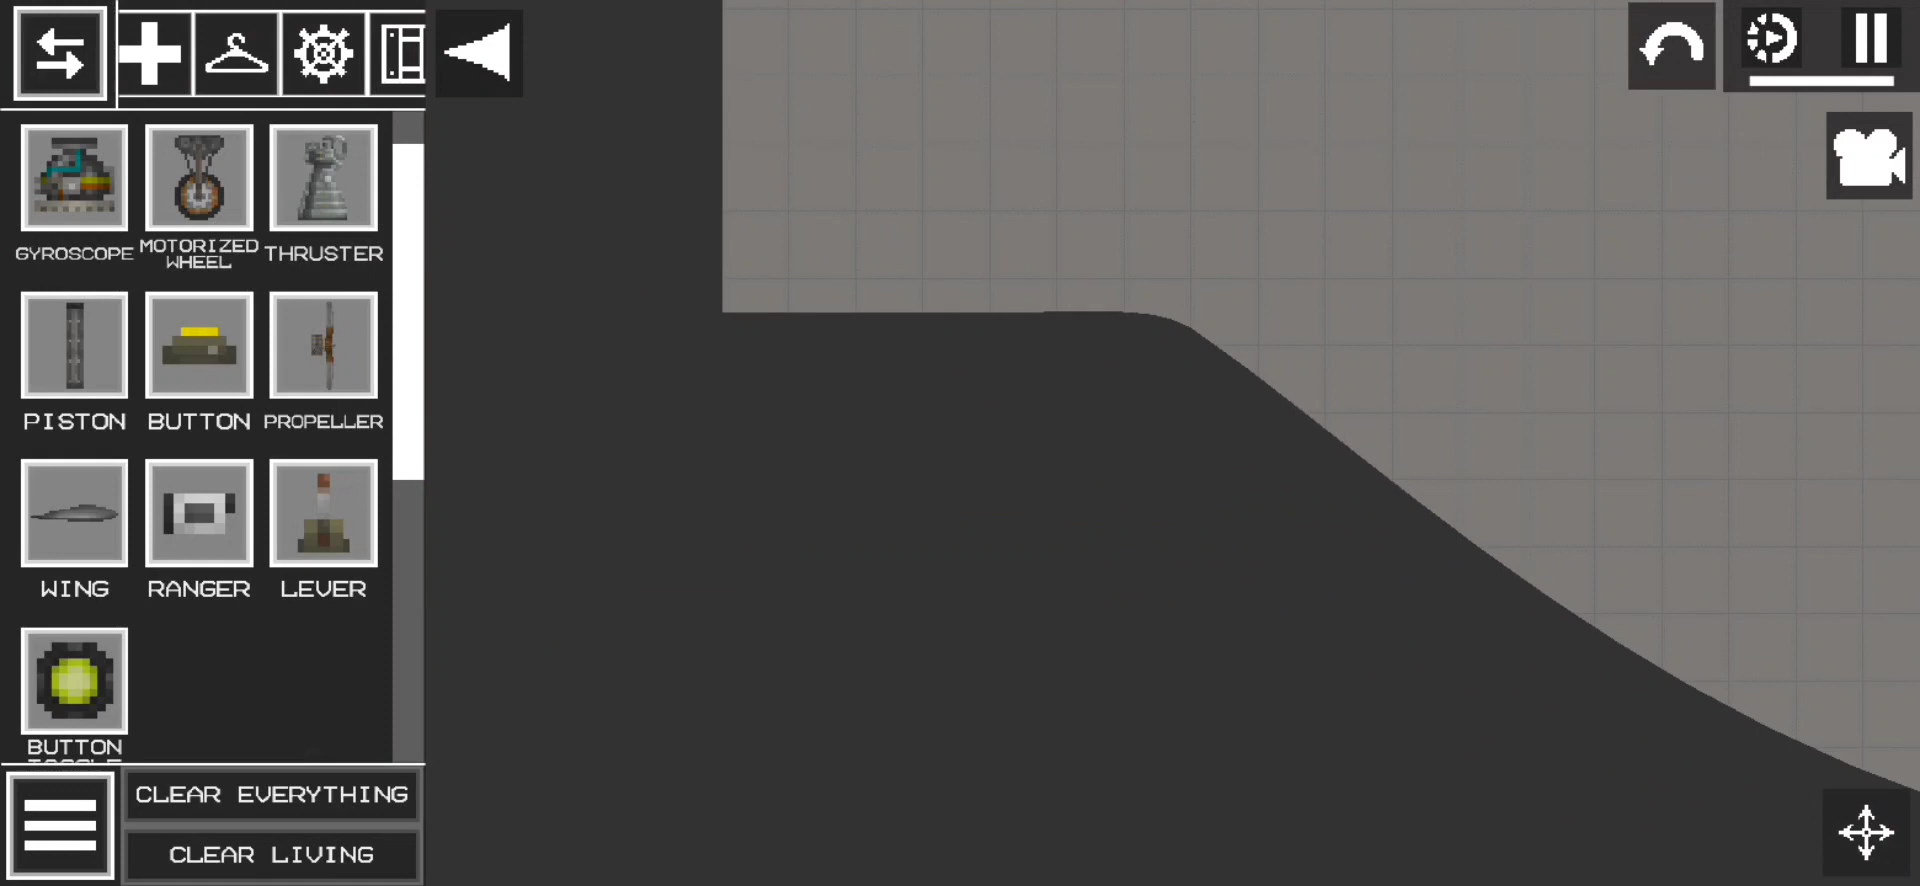 GYROSCOPE
MOTORIZED
WHEEL
THRUSTER
PISTON
BUTTON
PROPELLER
WING
RANGER
LEVER
BUTTON
CLEAR EVERYTHING
CLEAR LIVING